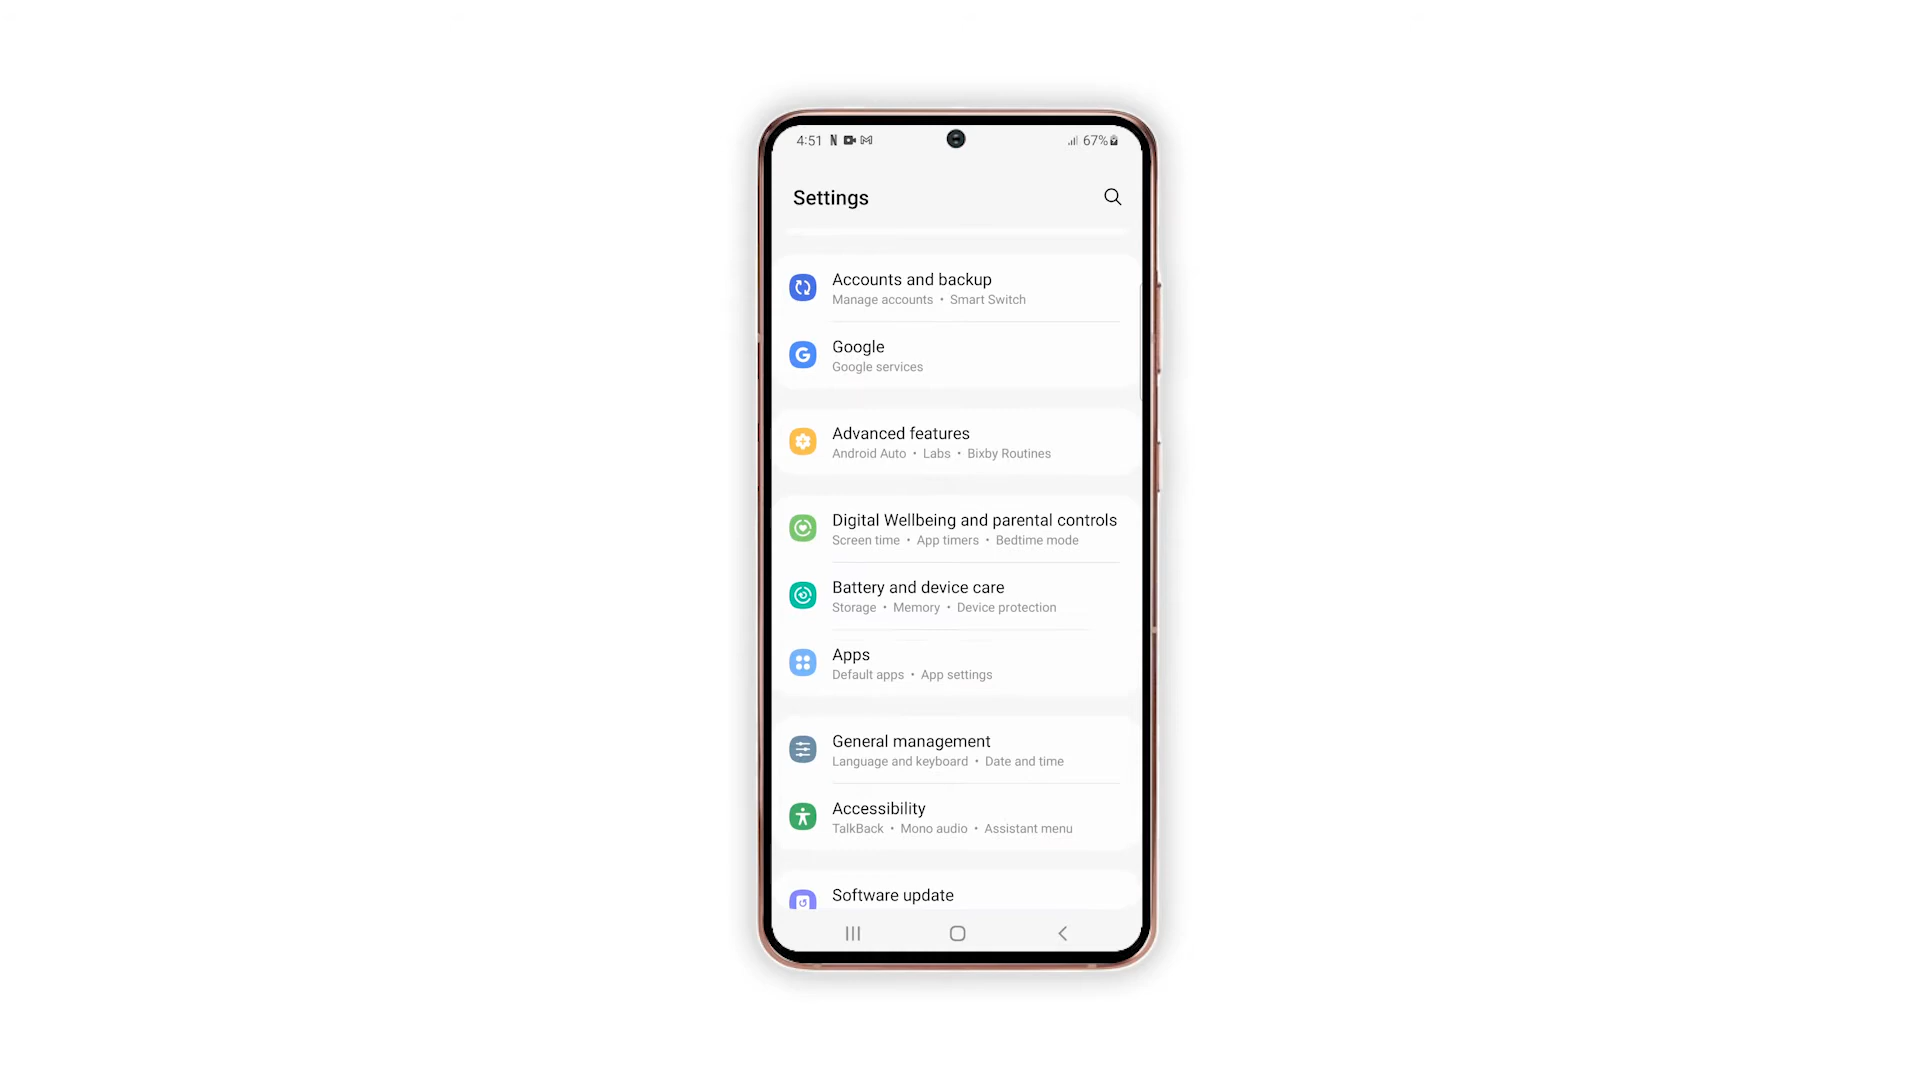 4:51 67%
Settings
Accounts and backup
Manage accounts • Smart Switch
Google
Google services
Advanced features
Android Auto • Labs • Bixby Routines
Digital Wellbeing and parental controls
Screen time • App timers • Bedtime mode
Battery and device care
Storage • Memory • Device protection
Apps
Default apps • App settings
General management
Language and keyboard • Date and time
Accessibility
TalkBack • Mono audio • Assistant menu
Software update